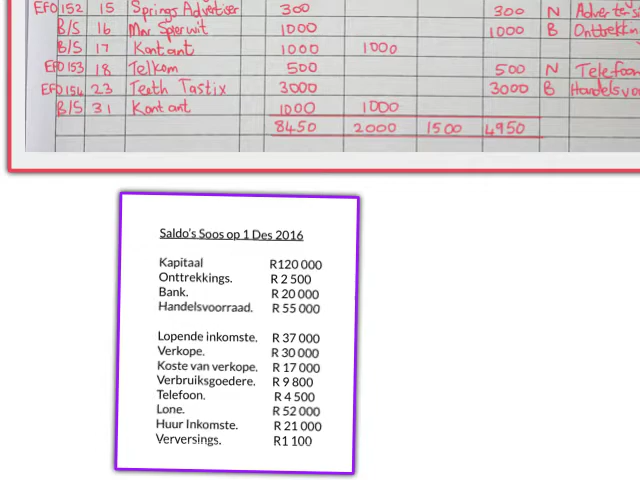 EFO152 15 Springs Advertiser 300 300 N Advertensi
B/S 16 Mnr Spierwit 1000 1000 B Onttrekkin
B/S 17 Kontant 1000 1000
EFO153 18 Telkom 500 500 N Telefoon
EFO154 23 Teeth Tastix 3000 3000 B Handelsvo
B/S 31 Kontant 1000 1000
8450 2000 1500 4950
Saldo's Soos op 1 Des 2016
Kapitaal R120 000
Onttrekkings. R 2 500
Bank. R 20 000
Handelsvoorraad. R 55 000
Lopende inkomste. R 37 000
Verkope. R 30 000
Koste van verkope. R 17 000
Verbruiksgoedere. R 9 800
Telefoon. R 4 500
Lone. R 52 000
Huur Inkomste. R 21 000
Verversings. R1 100